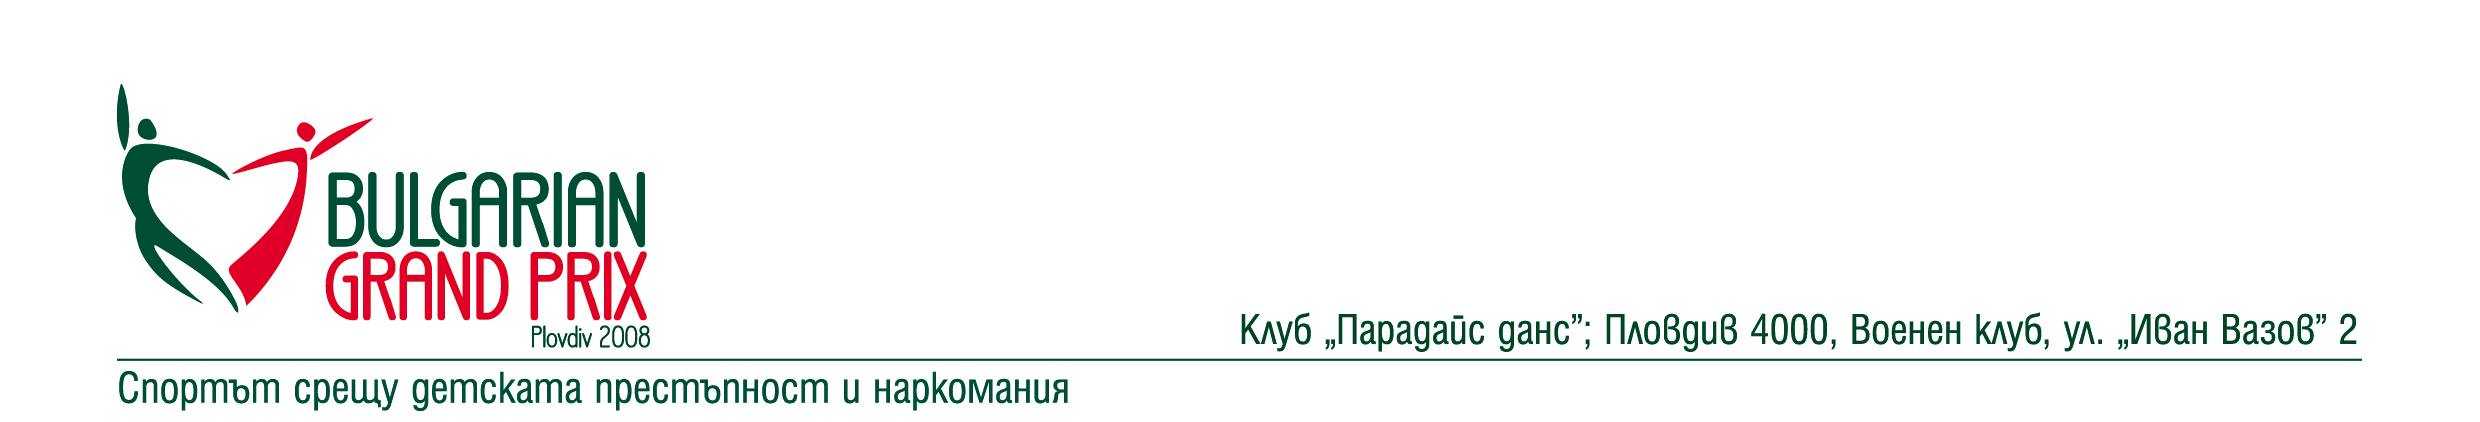 BULGARIAN
GRAND PRIX
Plovdiv 2008
Клуб „Парадайс данс”; Пловдив 4000, Военен клуб, ул. „Иван Вазов” 2
Спортът срещу детската престъпност и наркомания